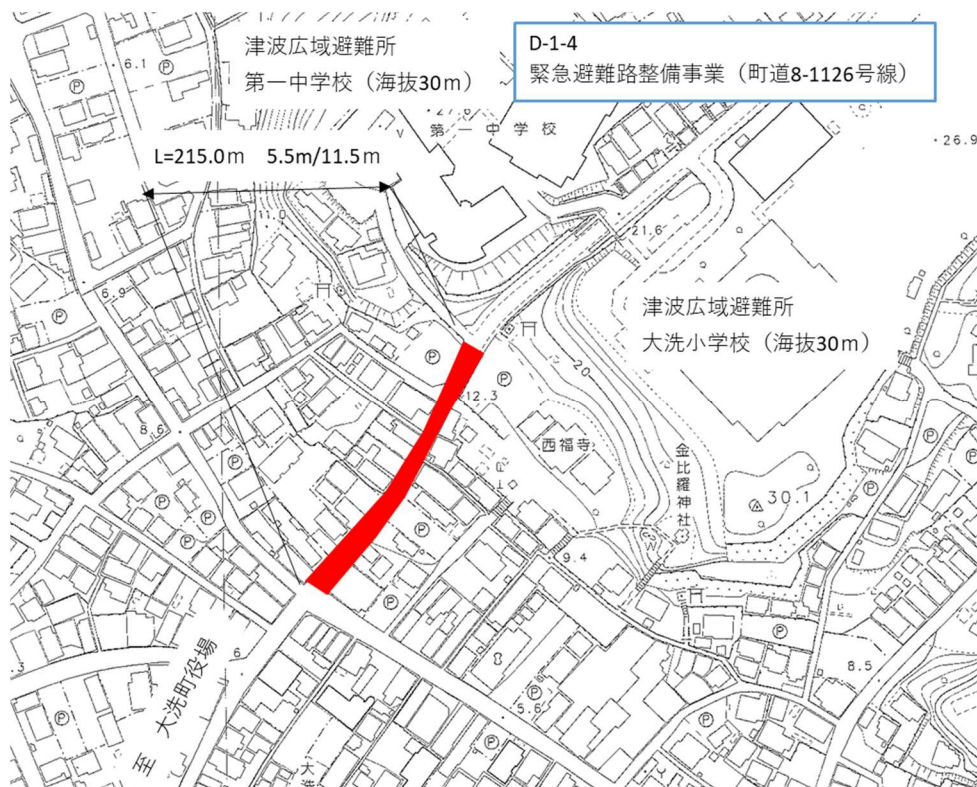 津波広域避難所
第一中学校（海抜30ｍ）
D-1-4
緊急避難路整備事業（町道8-1126号線）
6.1
27.8
第一中学校
26.9
L=215.0ｍ　5.5ｍ/11.5ｍ
11.0
21.6
6.9
津波広域避難所
大洗小学校（海抜30ｍ）
20
12.3
8.6
西福寺
金比羅神社
30.1
9.4
至　大洗町役場
8.5
5.6
大洗